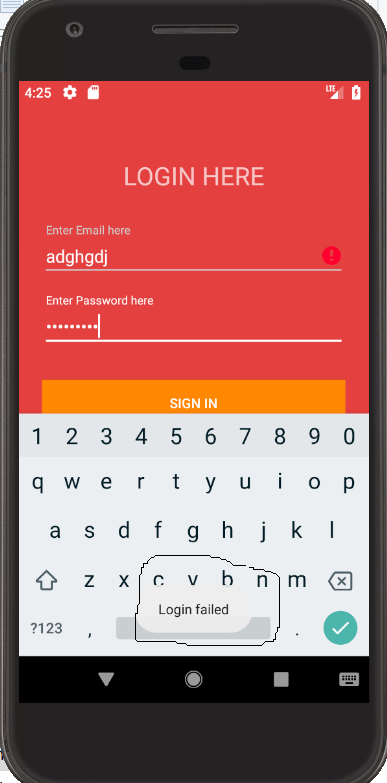 4:25 LTE
LOGIN HERE
Enter Email here
adghgdj
!
Enter Password here
•••••••••
SIGN IN
1 2 3 4 5 6 7 8 9 0
q w e r t y u i o p
a s d f g h j k l
z x c v b n m
Login failed
?123 , .